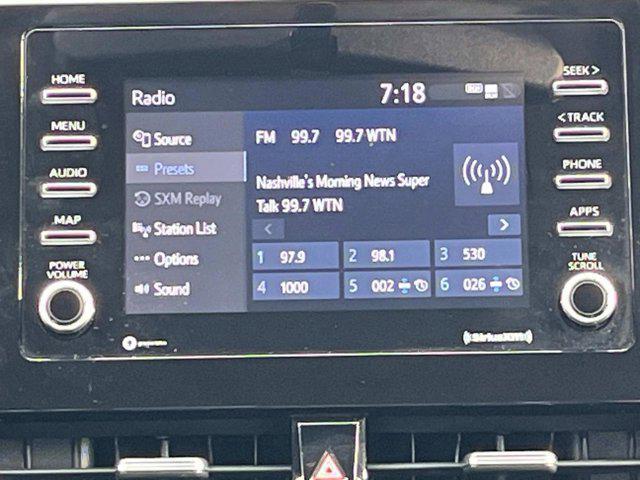 HOME
MENU
AUDIO
MAP
POWER
VOLUME
Radio
7:18
Source
Presets
SXM Replay
Station List
Options
Sound
FM 99.7 99.7 WTN
Nashville's Morning News Super
Talk 99.7 WTN
< >
1 97.9
2 98.1
3 530
4 1000
5 002
6 026
SEEK >
< TRACK
PHONE
APPS
TUNE
SCROLL
((SiriusXM))